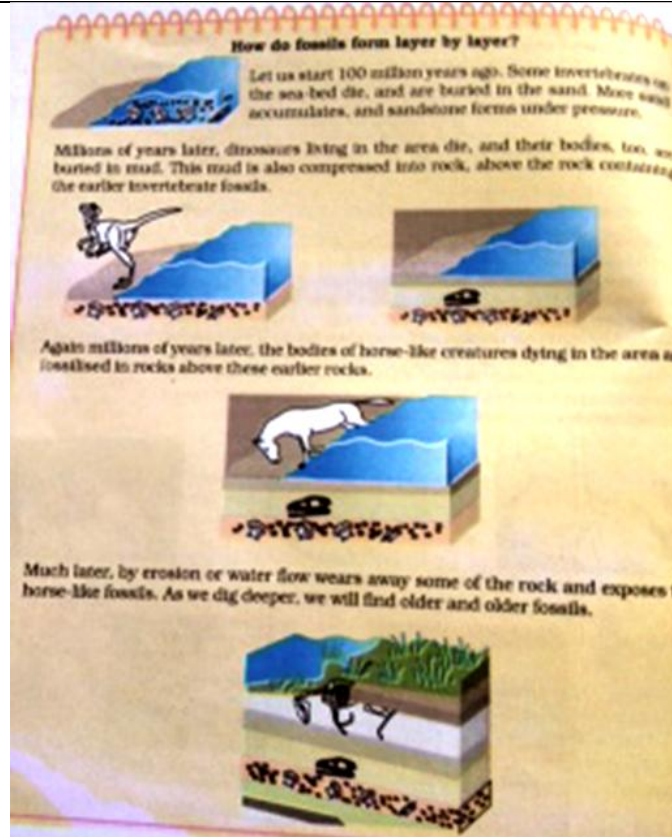 How do fossils form layer by layer?
Let us start 100 million years ago. Some invertebrates on
the sea-bed die, and are buried in the sand. More sand
accumulates, and sandstone forms under pressure.
Millions of years later, dinosaurs living in the area die, and their bodies, too, are
buried in mud. This mud is also compressed into rock, above the rock containing
the earlier invertebrate fossils.
Again millions of years later, the bodies of horse-like creatures dying in the area
fossilised in rocks above these earlier rocks.
Much later, by erosion or water flow wears away some of the rock and exposes
horse-like fossils. As we dig deeper, we will find older and older fossils.